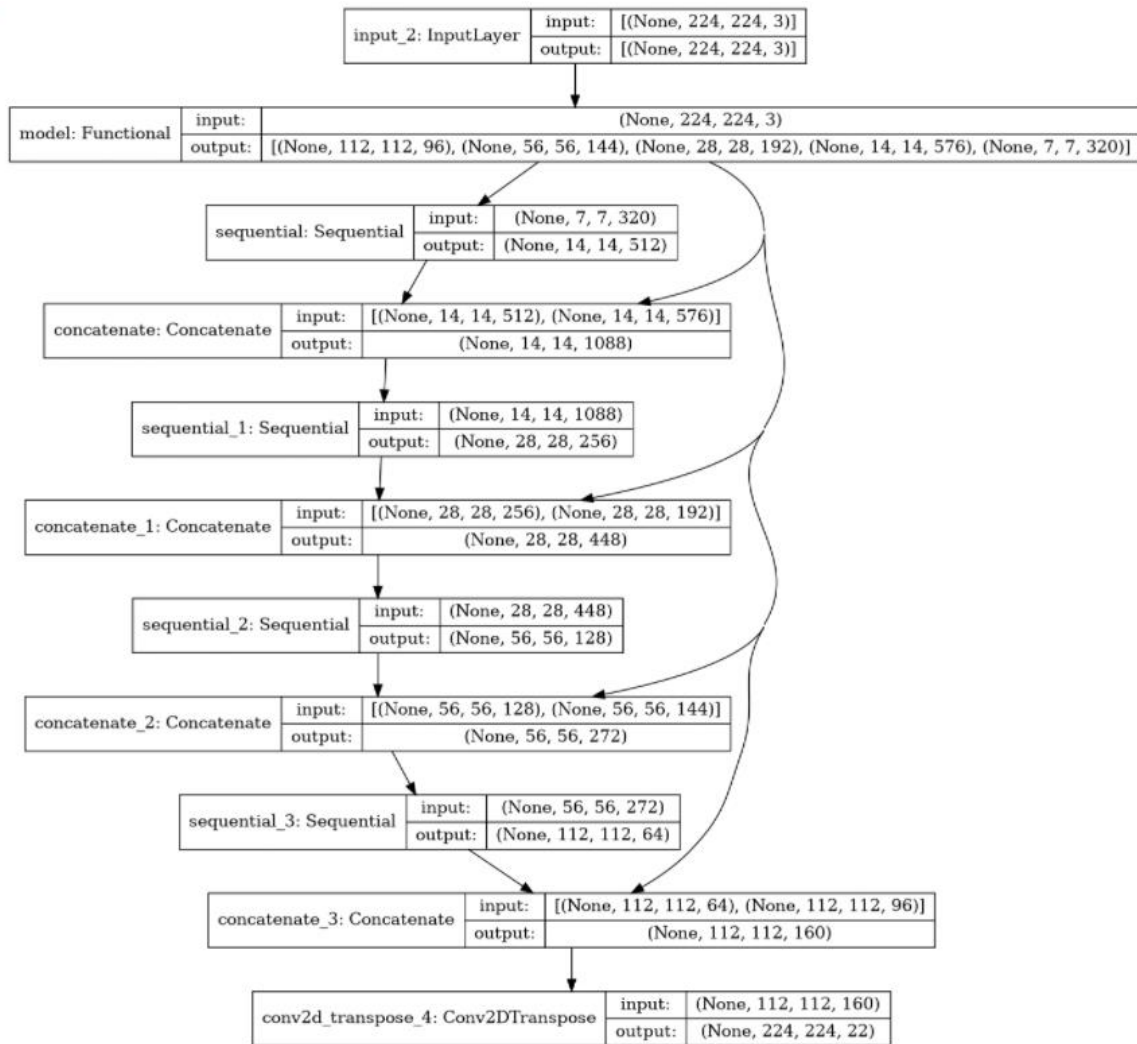 input_2: InputLayer
input: [(None, 224, 224, 3)]
output: [(None, 224, 224, 3)]
model: Functional
input: (None, 224, 224, 3)
output: [(None, 112, 112, 96), (None, 56, 56, 144), (None, 28, 28, 192), (None, 14, 14, 576), (None, 7, 7, 320)]
sequential: Sequential
input: (None, 7, 7, 320)
output: (None, 14, 14, 512)
concatenate: Concatenate
input: [(None, 14, 14, 512), (None, 14, 14, 576)]
output: (None, 14, 14, 1088)
sequential_1: Sequential
input: (None, 14, 14, 1088)
output: (None, 28, 28, 256)
concatenate_1: Concatenate
input: [(None, 28, 28, 256), (None, 28, 28, 192)]
output: (None, 28, 28, 448)
sequential_2: Sequential
input: (None, 28, 28, 448)
output: (None, 56, 56, 128)
concatenate_2: Concatenate
input: [(None, 56, 56, 128), (None, 56, 56, 144)]
output: (None, 56, 56, 272)
sequential_3: Sequential
input: (None, 56, 56, 272)
output: (None, 112, 112, 64)
concatenate_3: Concatenate
input: [(None, 112, 112, 64), (None, 112, 112, 96)]
output: (None, 112, 112, 160)
conv2d_transpose_4: Conv2DTranspose
input: (None, 112, 112, 160)
output: (None, 224, 224, 22)